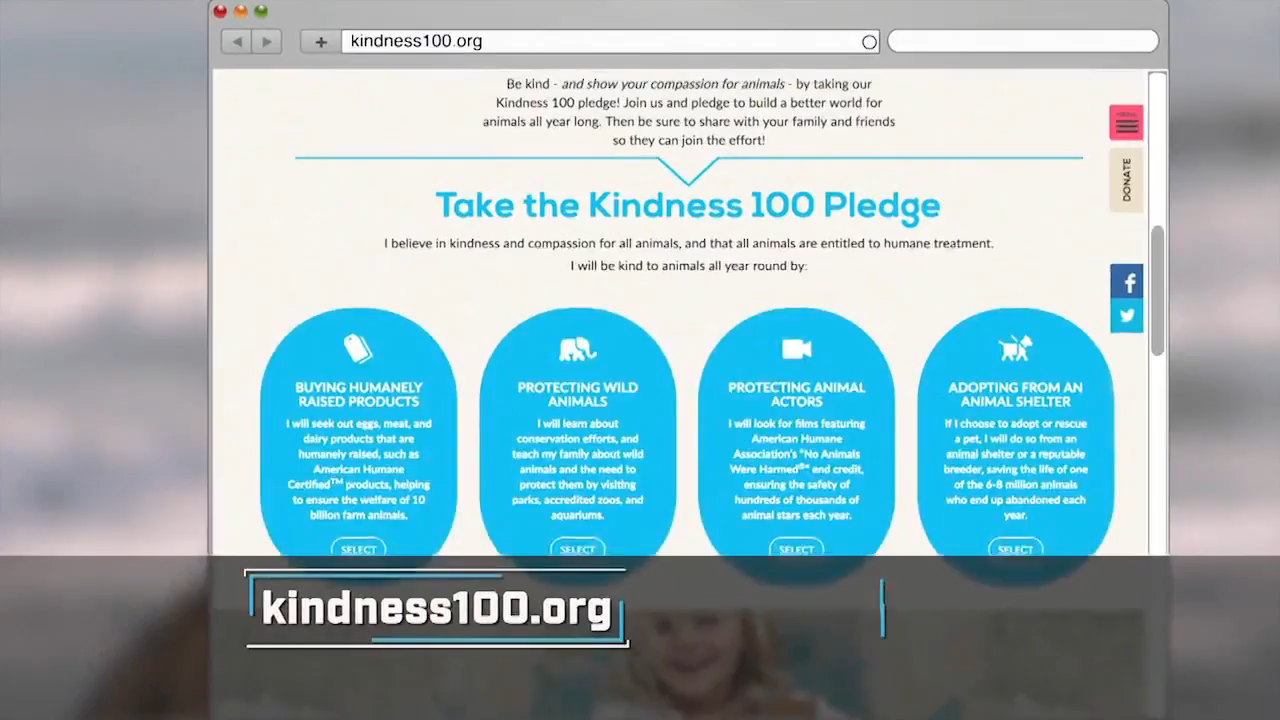 kindness100.org
Be kind - and show your compassion for animals - by taking our
Kindness 100 pledge! Join us and pledge to build a better world for
animals all year long. Then be sure to share with your family and friends
so they can join the effort!
MENU
DONATE
Take the Kindness 100 Pledge
I believe in kindness and compassion for all animals, and that all animals are entitled to humane treatment.
I will be kind to animals all year round by:
BUYING HUMANELY
RAISED PRODUCTS
I will seek out eggs, meat, and
dairy products that are
humanely raised, such as
American Humane
Certified™ products, helping
to ensure the welfare of 10
billion farm animals.
SELECT
PROTECTING WILD
ANIMALS
I will learn about
conservation efforts, and
teach my family about wild
animals and the need to
protect them by visiting
parks, accredited zoos, and
aquariums.
SELECT
PROTECTING ANIMAL
ACTORS
I will look for films featuring
American Humane
Association's "No Animals
Were Harmed®" end credit,
ensuring the safety of
hundreds of thousands of
animal stars each year.
SELECT
ADOPTING FROM AN
ANIMAL SHELTER
If I choose to adopt or rescue
a pet, I will do so from an
animal shelter or a reputable
breeder, saving the life of one
of the 6-8 million animals
who end up abandoned each
year.
SELECT
kindness100.org